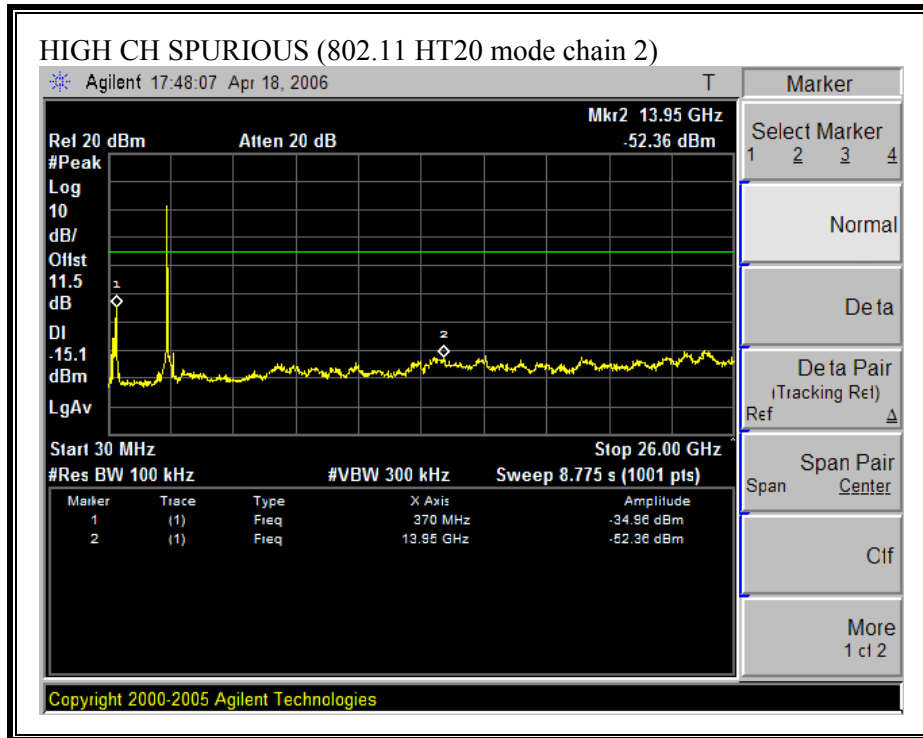 HIGH CH SPURIOUS (802.11 HT20 mode chain 2)
Agilent 17:48:07 Apr 18, 2006 T
Mkr2 13.95 GHz
Ref 20 dBm Atten 20 dB -52.36 dBm
#Peak
Log
10
dB/
Offst
11.5
dB
DI
-15.1
dBm
LgAv
1
2
Start 30 MHz Stop 26.00 GHz
#Res BW 100 kHz #VBW 300 kHz Sweep 8.775 s (1001 pts)
Marker Trace Type X Axis Amplitude
1 (1) Freq 370 MHz -34.96 dBm
2 (1) Freq 13.95 GHz -52.36 dBm
Copyright 2000-2005 Agilent Technologies
Marker
Select Marker
1 2 3 4
Normal
Delta
Delta Pair
(Tracking Ref)
Ref Δ
Span Pair
Span Center
Off
More
1 of 2